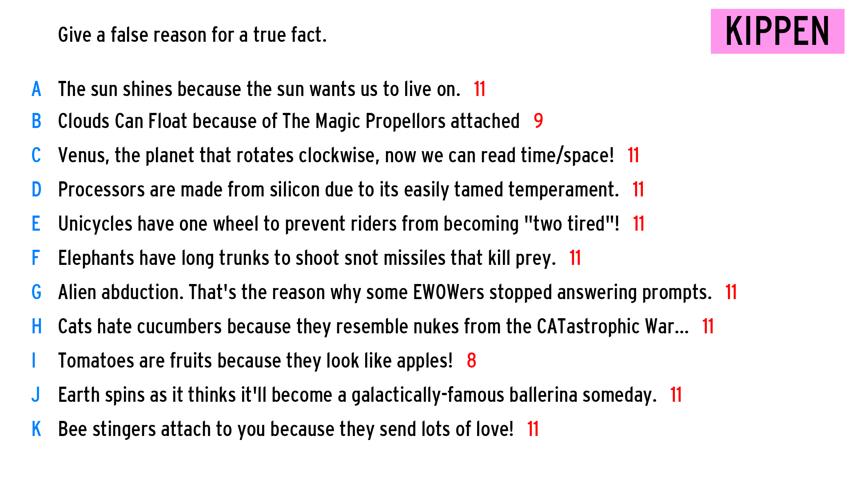 Give a false reason for a true fact.
KIPPEN
A The sun shines because the sun wants us to live on. 11
B Clouds Can Float because of The Magic Propellors attached 9
C Venus, the planet that rotates clockwise, now we can read time/space! 11
D Processors are made from silicon due to its easily tamed temperament. 11
E Unicycles have one wheel to prevent riders from becoming "two tired"! 11
F Elephants have long trunks to shoot snot missiles that kill prey. 11
G Alien abduction. That's the reason why some EWOWers stopped answering prompts. 11
H Cats hate cucumbers because they resemble nukes from the CATastrophic War... 11
I Tomatoes are fruits because they look like apples! 8
J Earth spins as it thinks it'll become a galactically-famous ballerina someday. 11
K Bee stingers attach to you because they send lots of love! 11